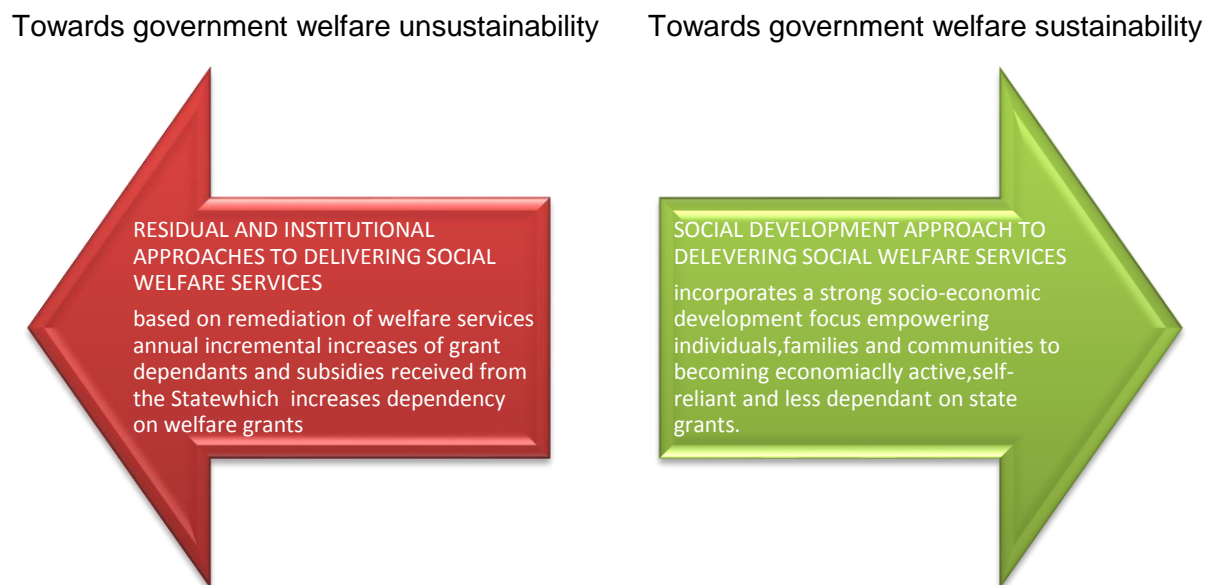 Towards government welfare unsustainability
Towards government welfare sustainability
RESIDUAL AND INSTITUTIONAL
APPROACHES TO DELIVERING SOCIAL
WELFARE SERVICES
based on remediation of welfare services
annual incremental increases of grant
dependants and subsidies received from
the Statewhich  increases dependency
on welfare grants
SOCIAL DEVELOPMENT APPROACH TO
DELEVERING SOCIAL WELFARE SERVICES
incorporates a strong socio-economic
development focus empowering
individuals,families and communities to
becoming economiaclly active,self-
reliant and less dependant on state
grants.